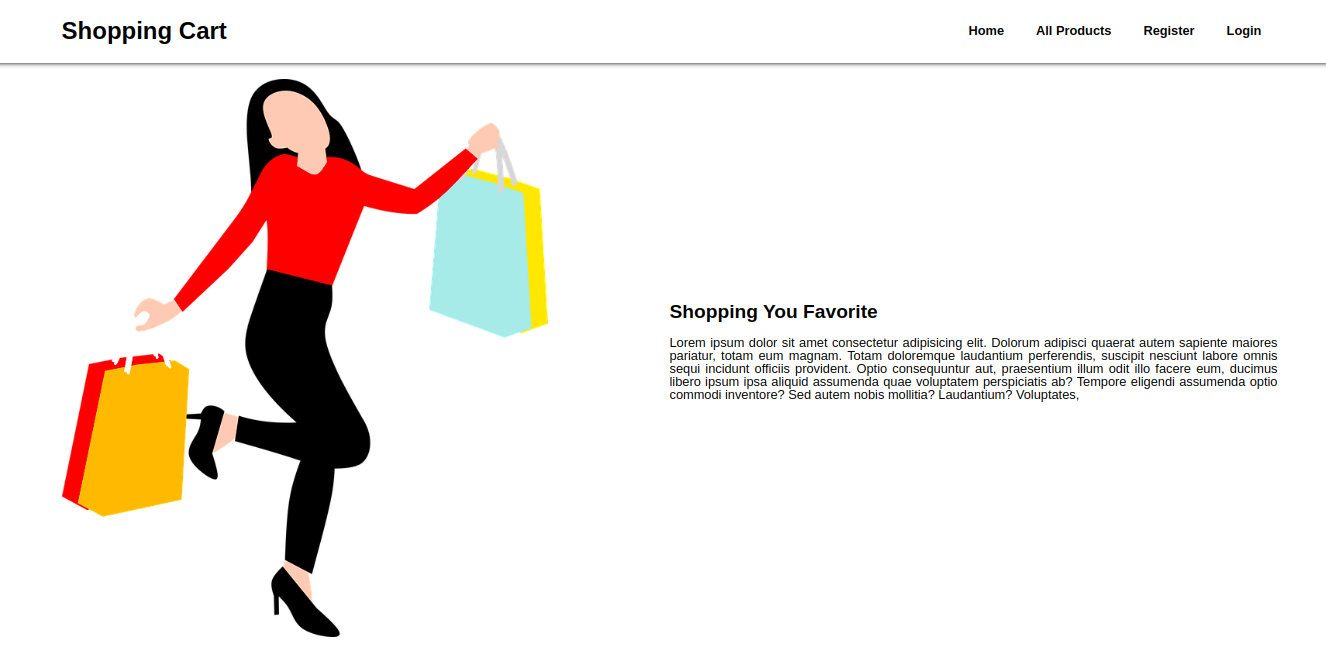 Shopping Cart
Home All Products Register Login
Shopping You Favorite
Lorem ipsum dolor sit amet consectetur adipisicing elit. Dolorum adipisci quaerat autem sapiente maiores
pariatur, totam eum magnam. Totam doloremque laudantium perferendis, suscipit nesciunt labore omnis
sequi incidunt officiis provident. Optio consequuntur aut, praesentium illum odit illo facere eum, ducimus
libero ipsum ipsa aliquid assumenda quae voluptatem perspiciatis ab? Tempore eligendi assumenda optio
commodi inventore? Sed autem nobis mollitia? Laudantium? Voluptates,